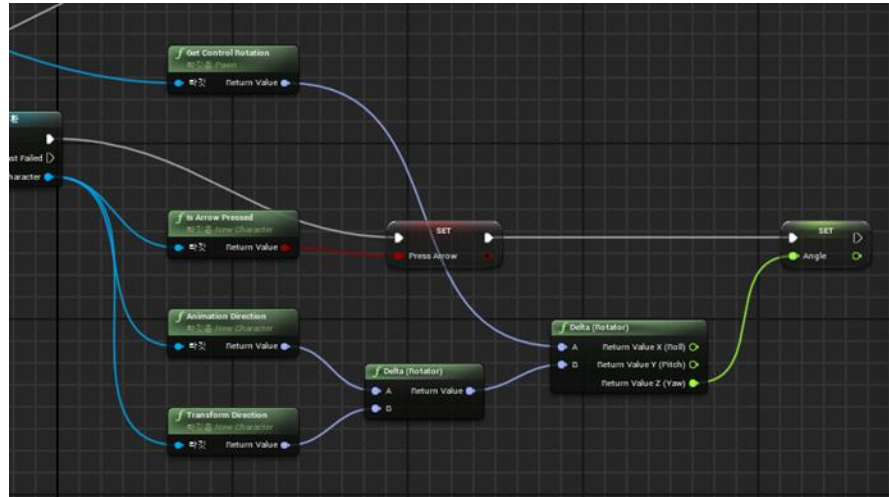 Get Control Rotation
타깃은 Pawn
타깃
Return Value
환
ast Failed
haracter
Is Arrow Pressed
타깃은 New Character
타깃
Return Value
SET
Press Arrow
SET
Angle
Animation Direction
타깃은 New Character
타깃
Return Value
Delta (Rotator)
A
Return Value
B
Delta (Rotator)
A
Return Value X (Roll)
B
Return Value Y (Pitch)
Return Value Z (Yaw)
Transform Direction
타깃은 New Character
타깃
Return Value